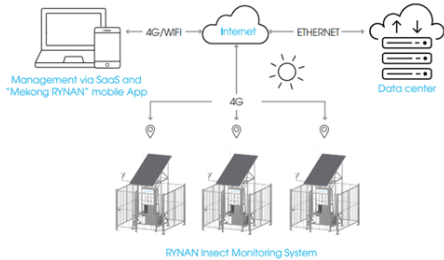 4G/WIFI
Internet
ETHERNET
Management via SaaS and
"Mekong RYNAN" mobile App
Data center
4G
RYNAN Insect Monitoring System